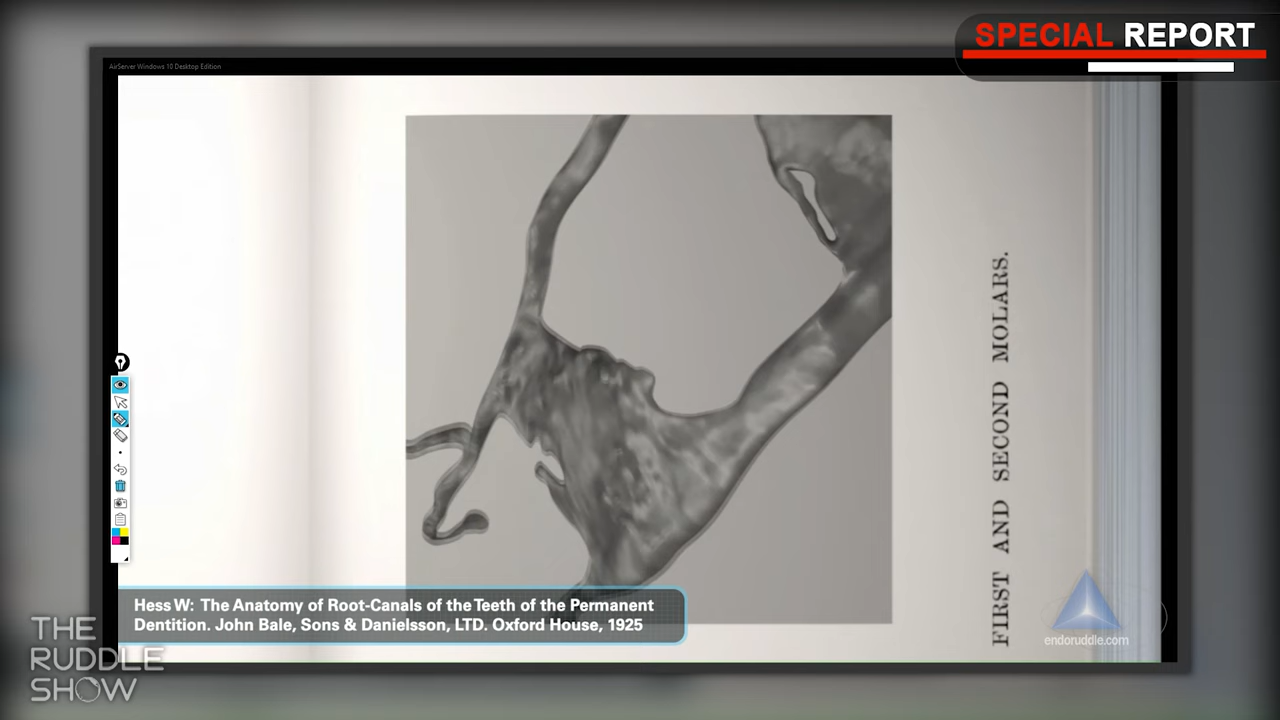 SPECIAL REPORT
AirServer Windows 10 Desktop Edition
FIRST AND SECOND MOLARS.
Hess W: The Anatomy of Root-Canals of the Teeth of the Permanent
Dentition. John Bale, Sons & Danielsson, LTD. Oxford House, 1925
endoruddle.com
THE
RUDDLE
SHOW